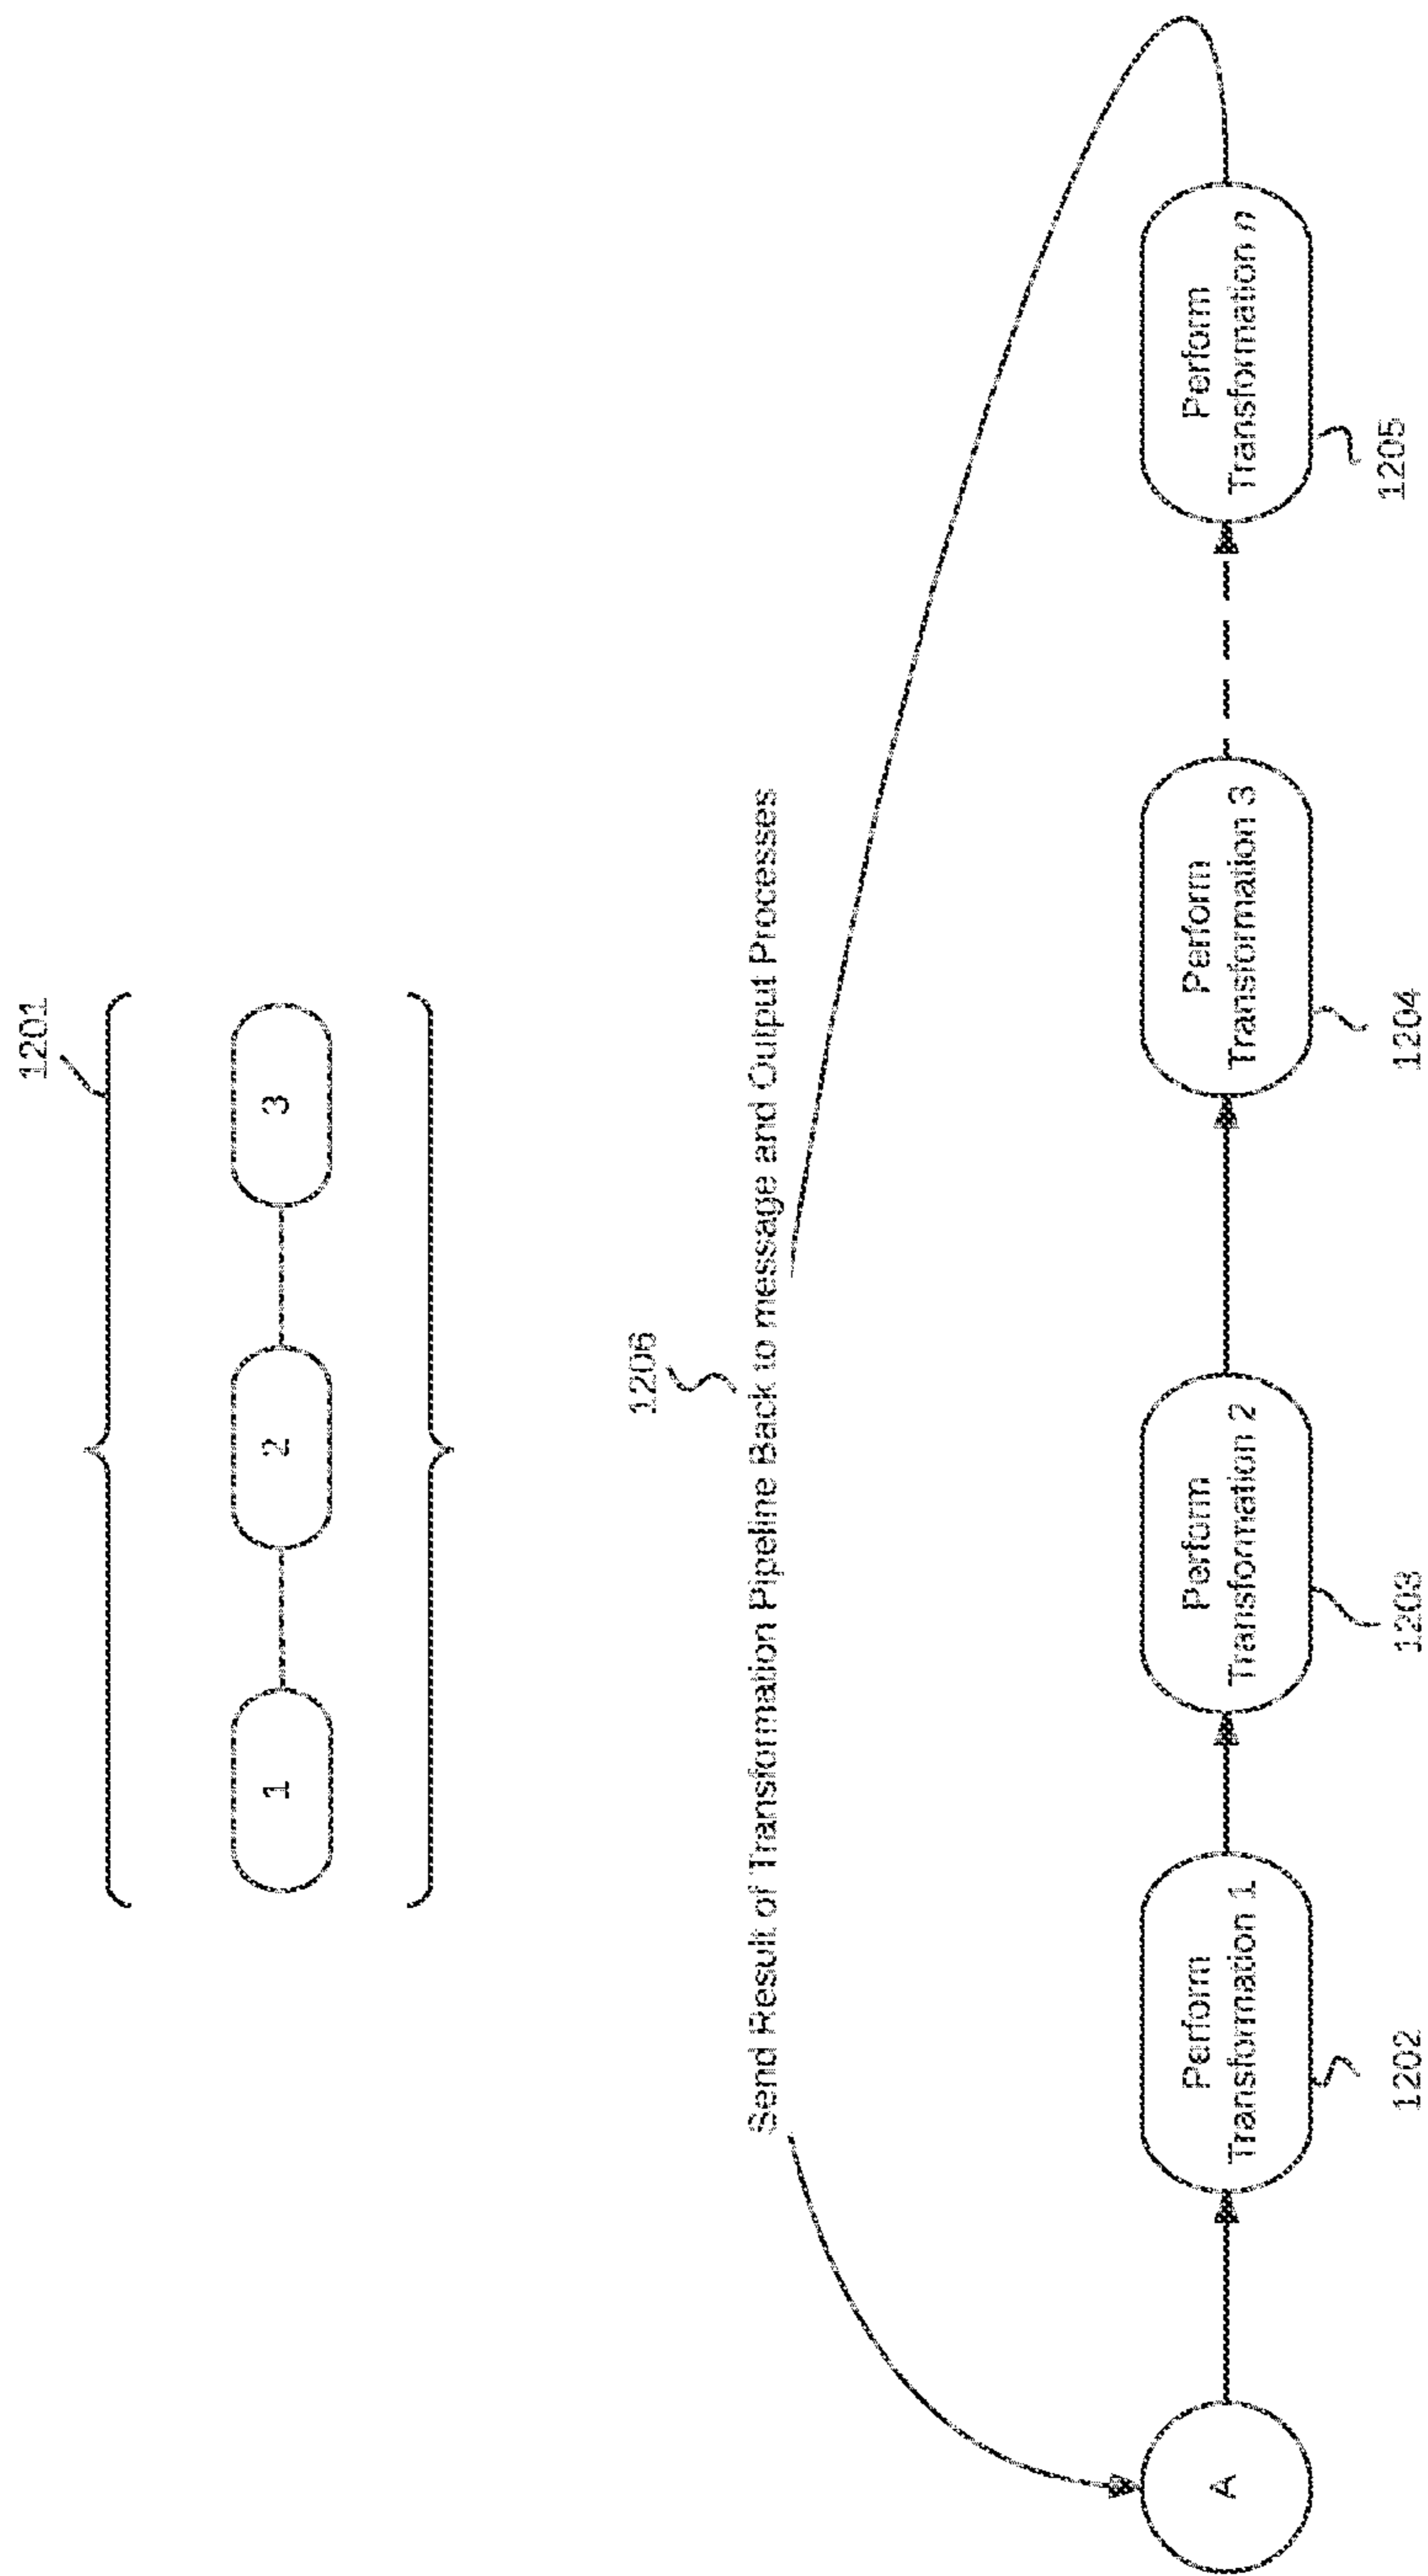 1201
1
2
3
1206
Send Result of Transformation Pipeline Back to message and Output Processes
A
Perform
Transformation 1
Perform
Transformation 2
Perform
Transformation 3
Perform
Transformation n
1202
1203
1204
1205